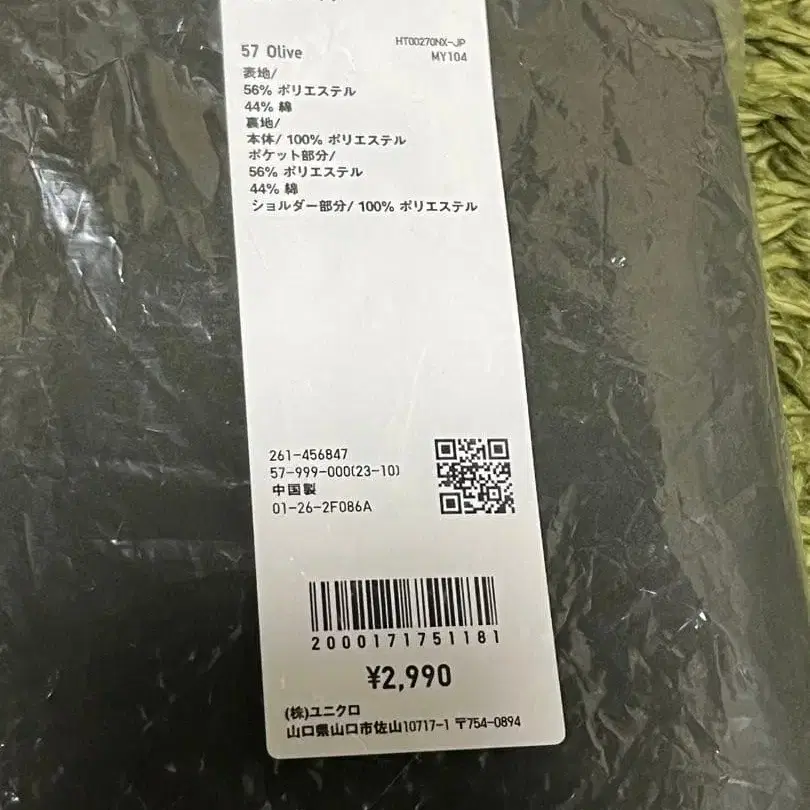 57 Olive
HT00270NX-JP
MY104
表地/
56% ポリエステル
44% 綿
裏地/
本体/ 100% ポリエステル
ポケット部分/
56% ポリエステル
44% 綿
ショルダー部分/ 100% ポリエステル
261-456847
57-999-000(23-10)
中国製
01-26-2F086A
2000171751181
¥2,990
(株)ユニクロ
山口県山口市佐山10717-1 〒754-0894